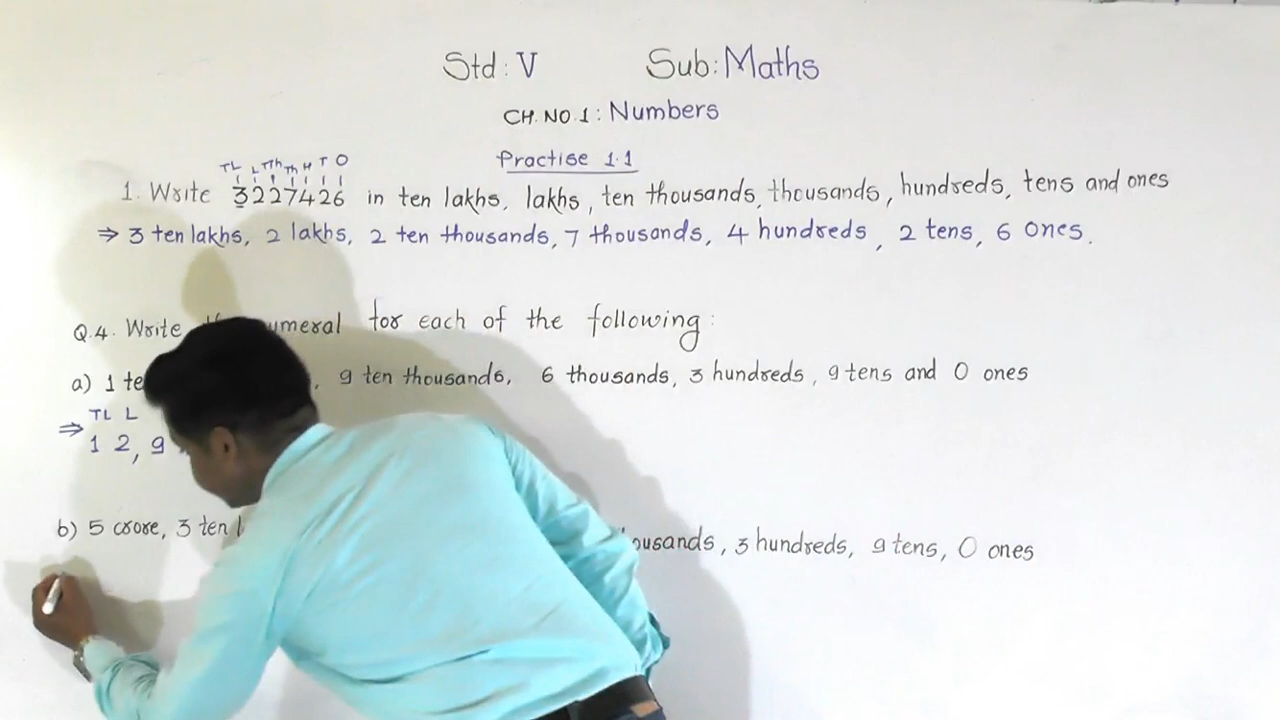 Std: V Sub: Maths
CH. NO. 1: Numbers
Practise 1.1
TL L TTh Th H T O
1. Write 3227426 in ten lakhs, lakhs, ten thousands, thousands, hundreds, tens and ones
⇒ 3 ten lakhs, 2 lakhs, 2 ten thousands, 7 thousands, 4 hundreds, 2 tens, 6 ones.
Q.4. Write for each of the following:
a) 1 9 ten thousands, 6 thousands, 3 hundreds, 9 tens and 0 ones
TL L
⇒ 1 2, 9
b) 5 crore, 3 ten 3 hundreds, 9 tens, 0 ones